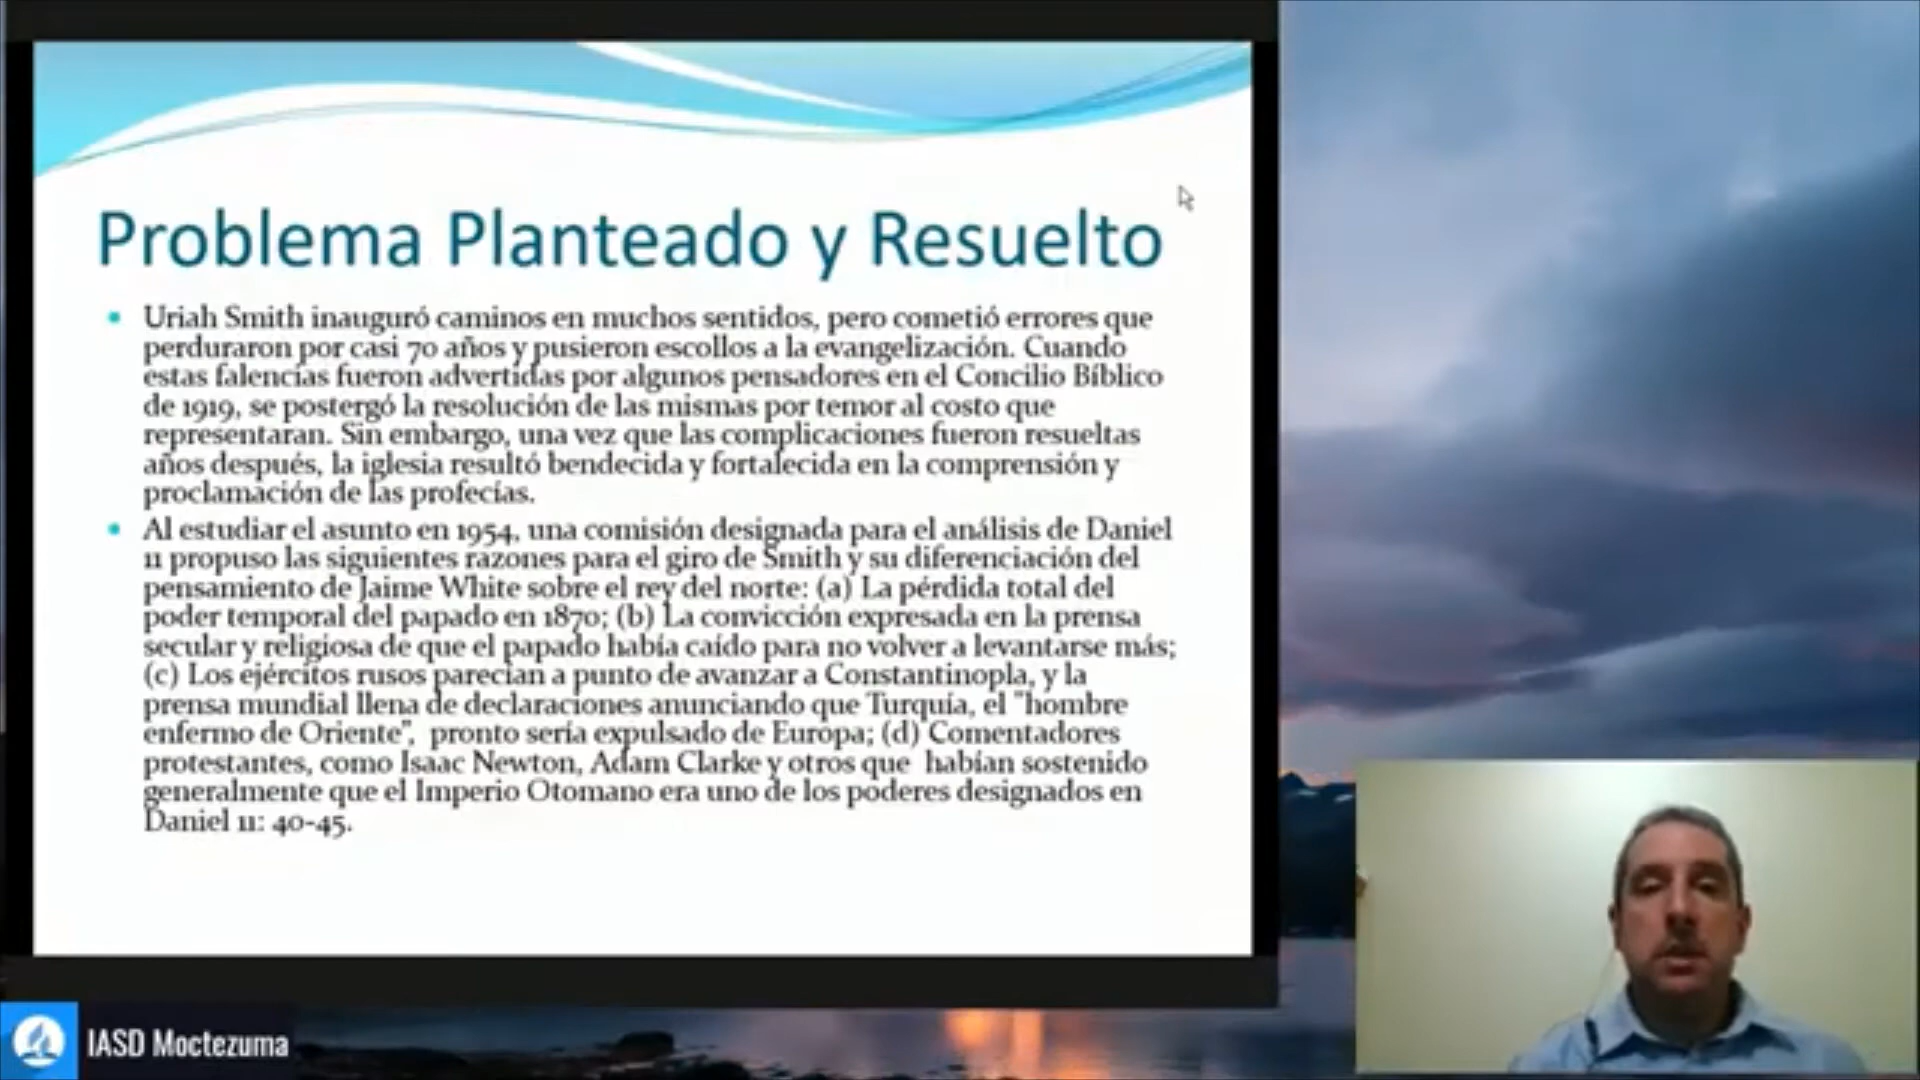 Problema Planteado y Resuelto
• Uriah Smith inauguró caminos en muchos sentidos, pero cometió errores que
perduraron por casi 70 años y pusieron escollos a la evangelización. Cuando
estas falencias fueron advertidas por algunos pensadores en el Concilio Bíblico
de 1919, se postergó la resolución de las mismas por temor al costo que
representaran. Sin embargo, una vez que las complicaciones fueron resueltas
años después, la iglesia resultó bendecida y fortalecida en la comprensión y
proclamación de las profecías.
• Al estudiar el asunto en 1954, una comisión designada para el análisis de Daniel
11 propuso las siguientes razones para el giro de Smith y su diferenciación del
pensamiento de Jaime White sobre el rey del norte: (a) La pérdida total del
poder temporal del papado en 1870; (b) La convicción expresada en la prensa
secular y religiosa de que el papado había caído para no volver a levantarse más;
(c) Los ejércitos rusos parecían a punto de avanzar a Constantinopla, y la
prensa mundial llena de declaraciones anunciando que Turquía, el "hombre
enfermo de Oriente", pronto sería expulsado de Europa; (d) Comentadores
protestantes, como Isaac Newton, Adam Clarke y otros que habían sostenido
generalmente que el Imperio Otomano era uno de los poderes designados en
Daniel 11: 40-45.
IASD Moctezuma